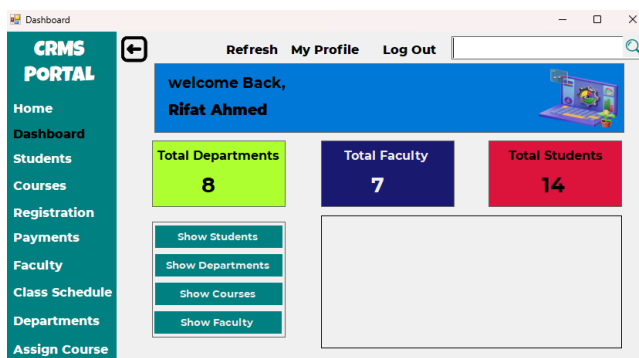 Dashboard
CRMS
PORTAL
Home
Dashboard
Students
Courses
Registration
Payments
Faculty
Class Schedule
Departments
Assign Course
Refresh My Profile Log Out
welcome Back,
Rifat Ahmed
Total Departments
8
Total Faculty
7
Total Students
14
Show Students
Show Departments
Show Courses
Show Faculty